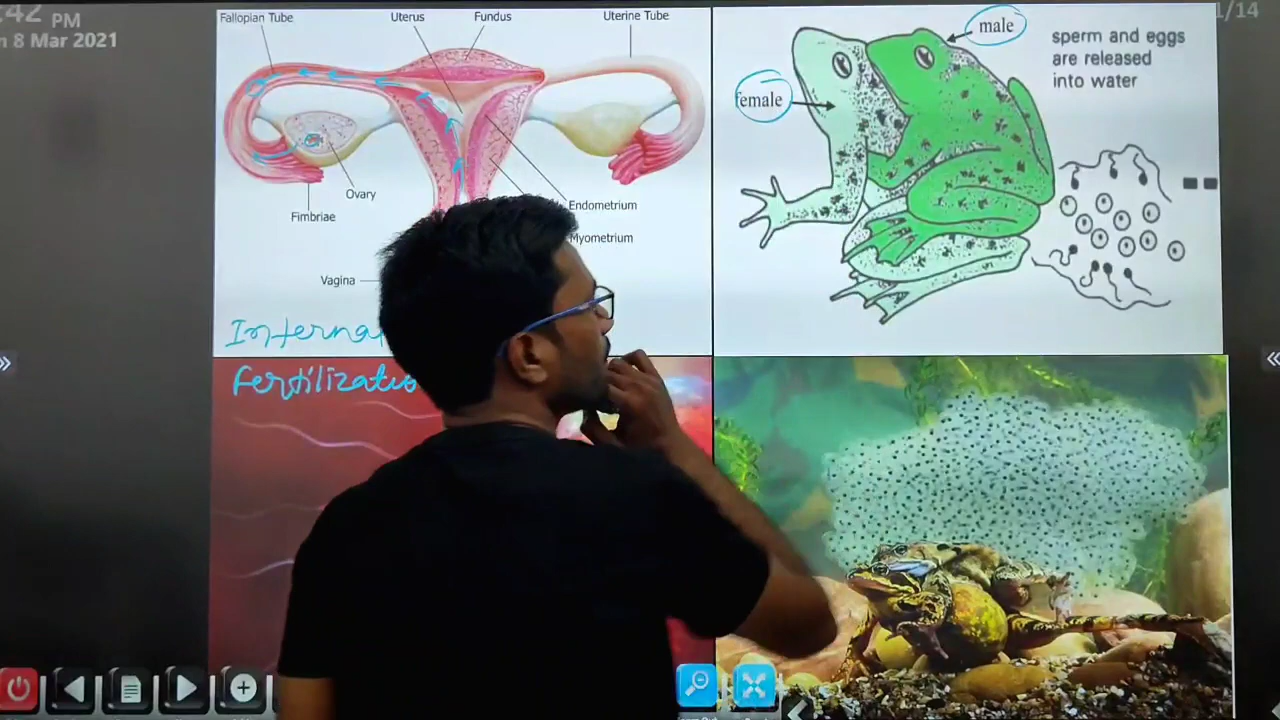 :42 PM
n 8 Mar 2021
1/14
Fallopian Tube
Uterus
Fundus
Uterine Tube
Ovary
Fimbriae
Endometrium
Myometrium
Vagina
Internal
Fertilizatio
male
female
sperm and eggs
are released
into water